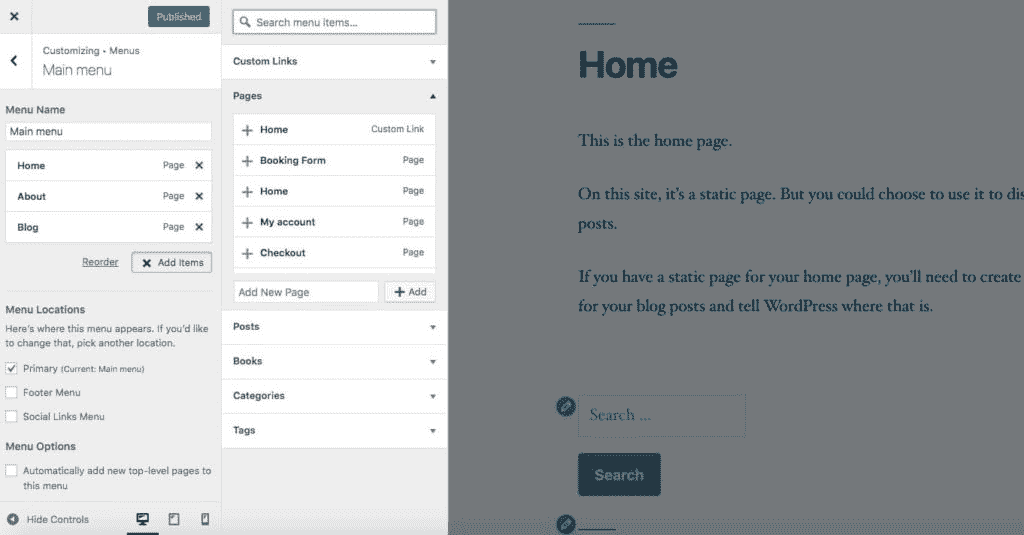 Published
Customizing • Menus
Main menu
Menu Name
Main menu
Home Page
About Page
Blog Page
Reorder
Add Items
Menu Locations
Here's where this menu appears. If you'd like
to change that, pick another location.
Primary (Current: Main menu)
Footer Menu
Social Links Menu
Menu Options
Automatically add new top-level pages to
this menu
Hide Controls
Search menu items...
Custom Links
Pages
Home Custom Link
Booking Form Page
Home Page
My account Page
Checkout Page
Add New Page
Add
Posts
Books
Categories
Tags
Home
This is the home page.
On this site, it's a static page. But you could choose to use it to dis
posts.
If you have a static page for your home page, you'll need to create
for your blog posts and tell WordPress where that is.
Search ...
Search